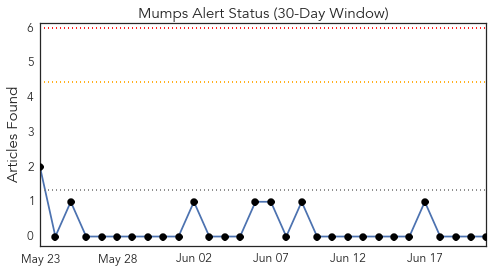 Mumps Alert Status (30-Day Window)
Articles Found
6
5
4
3
2
1
0
May 23
May 28
Jun 02
Jun 07
Jun 12
Jun 17